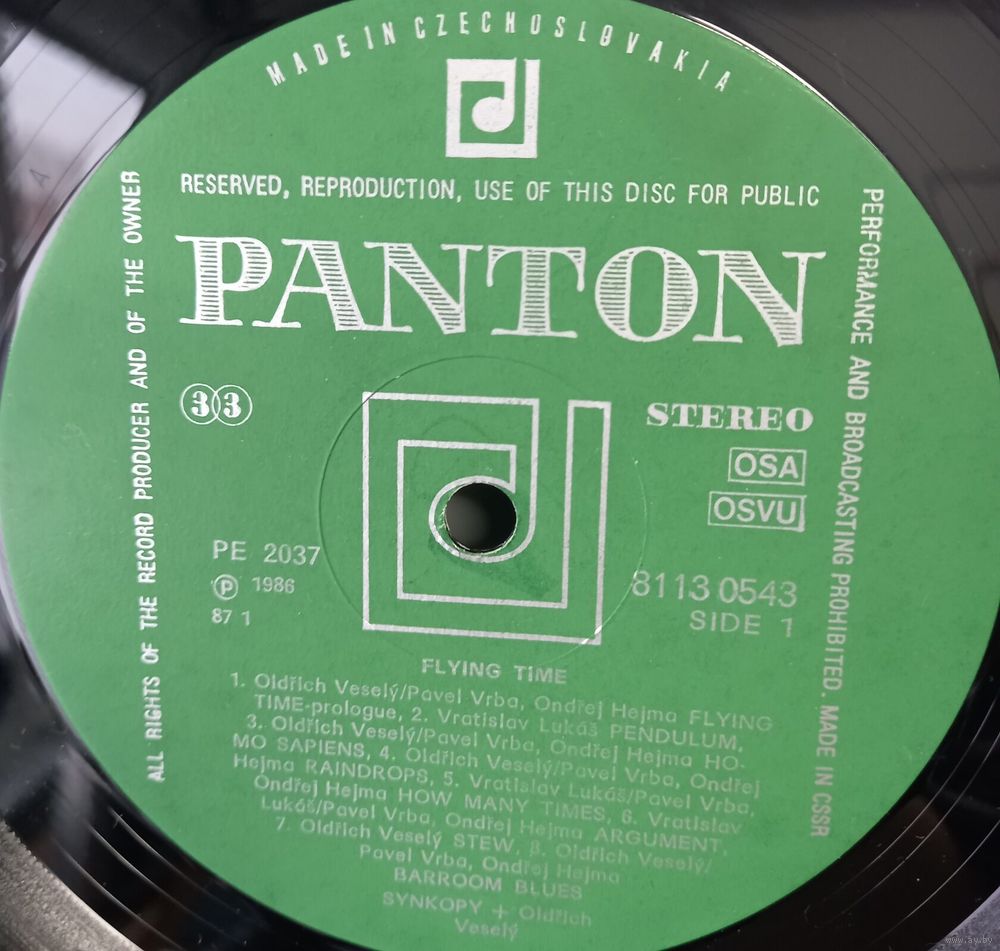 MADE IN CZECHOSLOVAKIA
RESERVED, REPRODUCTION, USE OF THIS DISC FOR PUBLIC
PERFORMANCE AND BROADCASTING PROHIBITED. MADE IN CSSR
ALL RIGHTS OF THE RECORD PRODUCER AND OF THE OWNER
PANTON
33
STEREO
OSA
OSVU
PE 2037
Ⓟ 1986
87 1
8113 0543
SIDE 1
FLYING TIME
1. Oldřich Veselý/Pavel Vrba, Ondřej Hejma FLYING
TIME-prologue, 2. Vratislav Lukáš PENDULUM,
3. Oldřich Veselý/Pavel Vrba, Ondřej Hejma HO-
MO SAPIENS, 4. Oldřich Veselý/Pavel Vrba, Ondřej
Hejma RAINDROPS, 5. Vratislav Lukáš/Pavel Vrba,
Ondřej Hejma HOW MANY TIMES, 6. Vratislav
Lukáš/Pavel Vrba, Ondřej Hejma ARGUMENT,
7. Oldřich Veselý STEW, 8. Oldřich Veselý/
Pavel Vrba, Ondřej Hejma
BARROOM BLUES
SYNKOPY + Oldřich
Veselý
www.ay.by